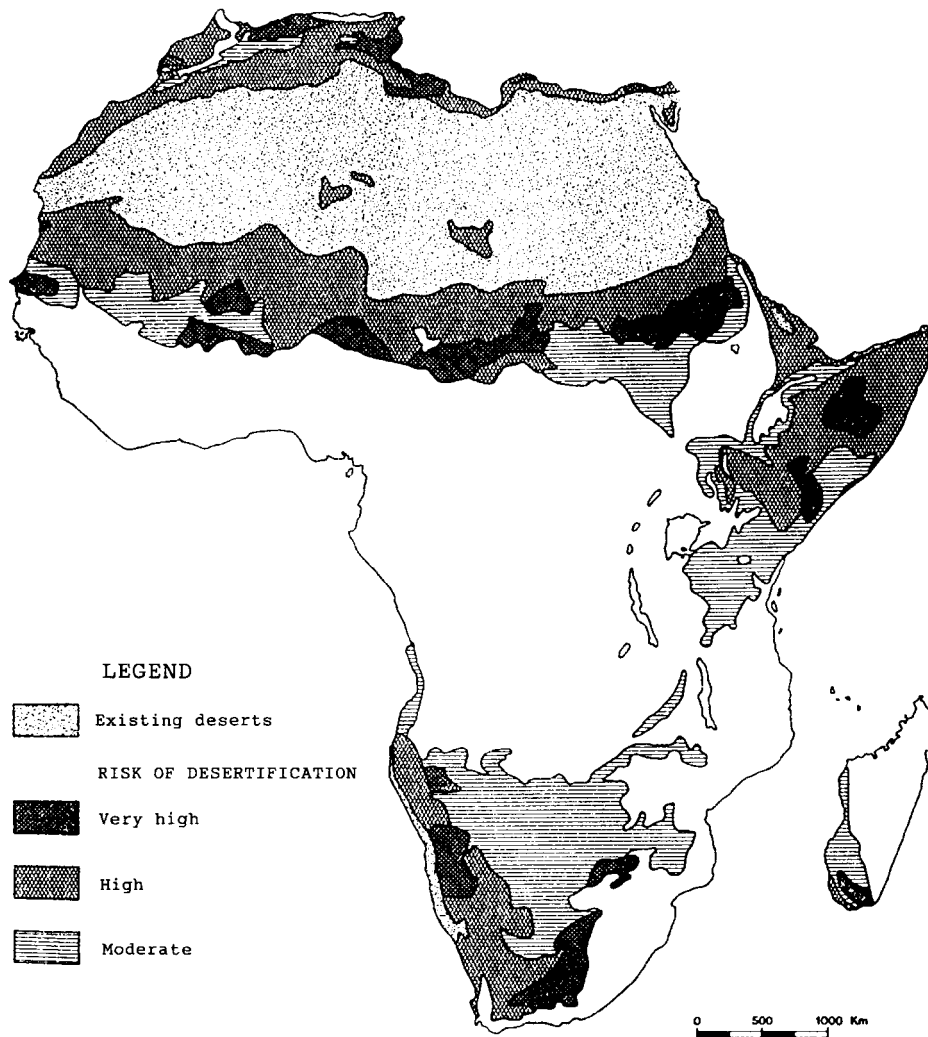 LEGEND
Existing deserts
RISK OF DESERTIFICATION
Very high
High
Moderate
0 500 1000 Km